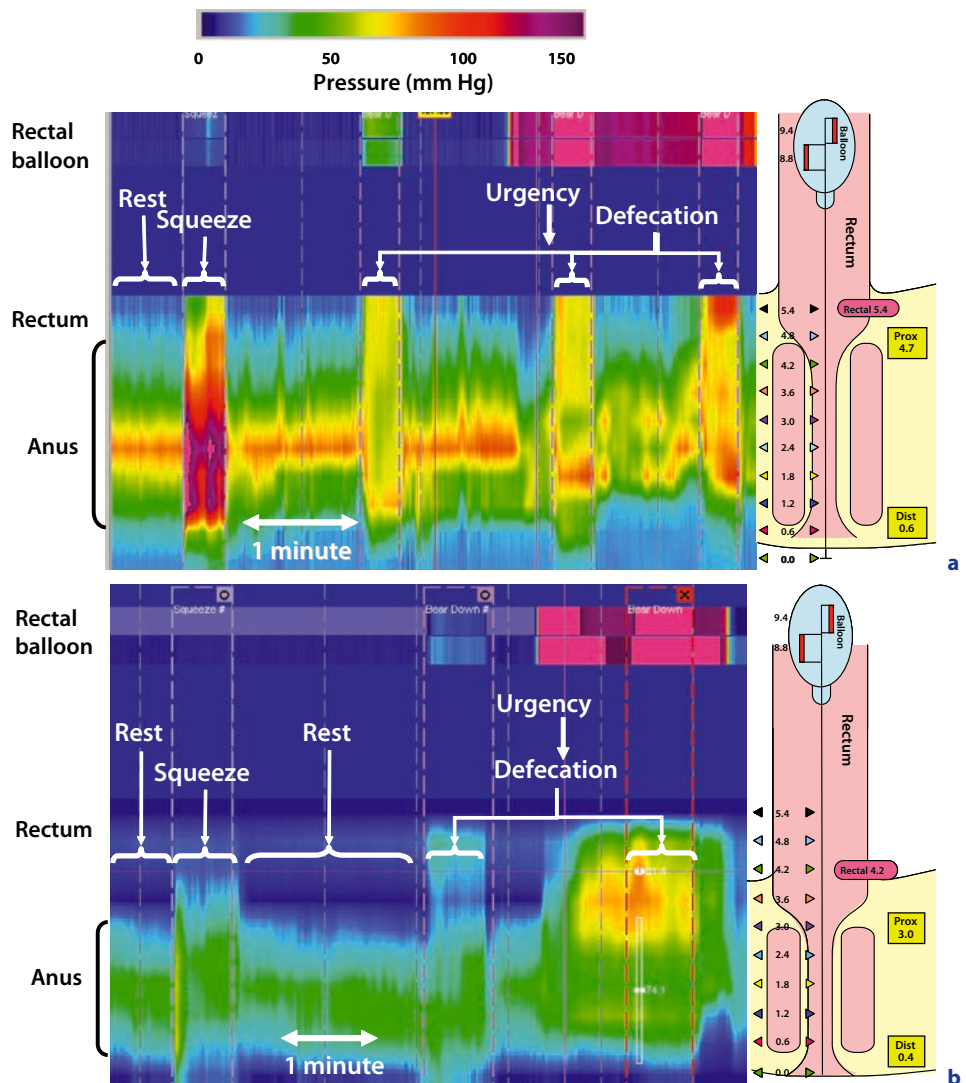 0 50 100 150
Pressure (mm Hg)
Rectal
balloon
Squeez
Bear D
Bear D
Bear D
Rest
Squeeze
Urgency
Defecation
Rectum
Anus
1 minute
9.4
8.8
Balloon
Rectum
5.4
Rectal 5.4
4.8
Prox
4.7
4.2
3.6
3.0
2.4
1.8
1.2
Dist
0.6
0.6
0.0
a
Rectal
balloon
Squeeze #
Bear Down #
Bear Down
Rest
Rest
Squeeze
Urgency
Defecation
Rectum
Anus
74.1
1 minute
9.4
8.8
Balloon
Rectum
5.4
4.8
4.2
Rectal 4.2
3.6
Prox
3.0
3.0
2.4
1.8
1.2
0.6
Dist
0.4
0.0
b